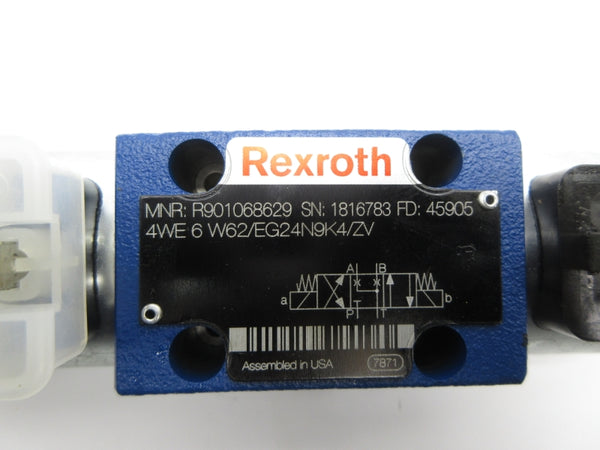 Rexroth
MNR: R901068629 SN: 1816783 FD: 45905
4WE 6 W62/EG24N9K4/ZV
A B
a b
P T
Assembled in USA 7871